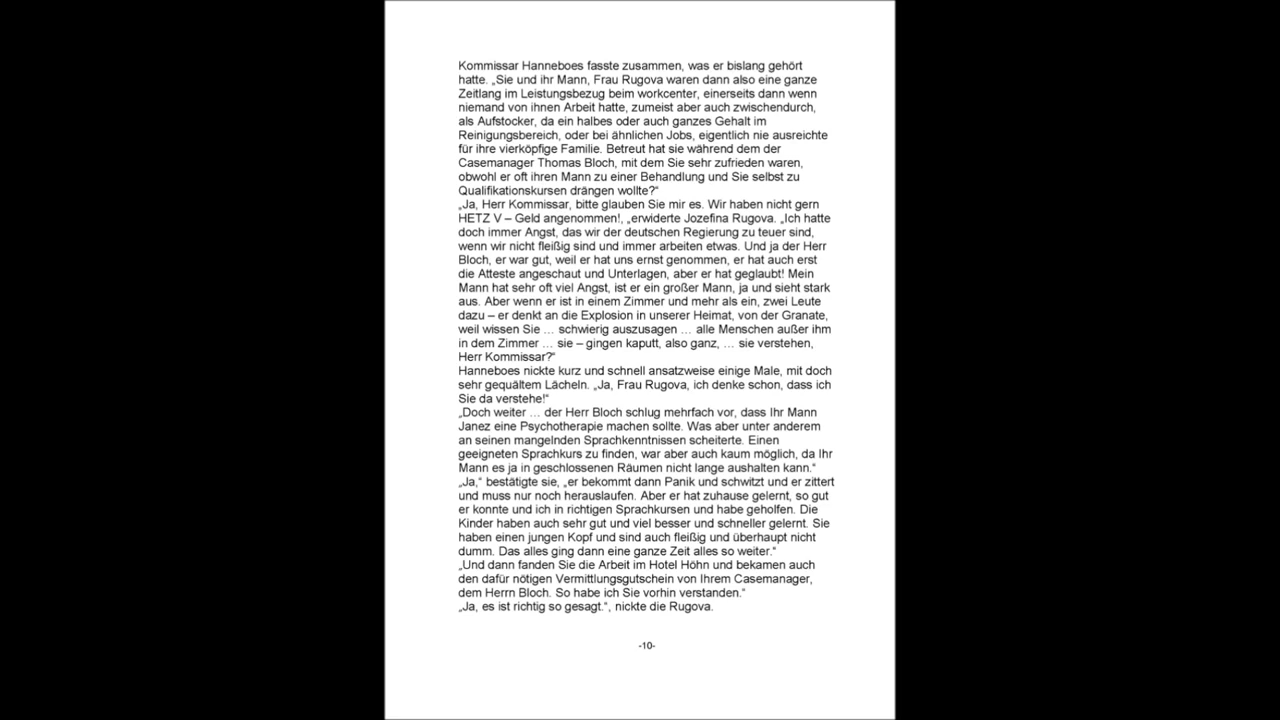 Kommissar Hanneboes fasste zusammen, was er bislang gehört
hatte. „Sie und ihr Mann, Frau Rugova waren dann also eine ganze
Zeitlang im Leistungsbezug beim workcenter, einerseits dann wenn
niemand von ihnen Arbeit hatte, zumeist aber auch zwischendurch,
als Aufstocker, da ein halbes oder auch ganzes Gehalt im
Reinigungsbereich, oder bei ähnlichen Jobs, eigentlich nie ausreichte
für ihre vierköpfige Familie. Betreut hat sie während dem der
Casemanager Thomas Bloch, mit dem Sie sehr zufrieden waren,
obwohl er oft ihren Mann zu einer Behandlung und Sie selbst zu
Qualifikationskursen drängen wollte?“
„Ja, Herr Kommissar, bitte glauben Sie mir es. Wir haben nicht gern
HETZ V – Geld angenommen!, „erwiderte Jozefina Rugova. „Ich hatte
doch immer Angst, das wir der deutschen Regierung zu teuer sind,
wenn wir nicht fleißig sind und immer arbeiten etwas. Und ja der Herr
Bloch, er war gut, weil er hat uns ernst genommen, er hat auch erst
die Atteste angeschaut und Unterlagen, aber er hat geglaubt! Mein
Mann hat sehr oft viel Angst, ist er ein großer Mann, ja und sieht stark
aus. Aber wenn er ist in einem Zimmer und mehr als ein, zwei Leute
dazu – er denkt an die Explosion in unserer Heimat, von der Granate,
weil wissen Sie … schwierig auszusagen … alle Menschen außer ihm
in dem Zimmer … sie – gingen kaputt, also ganz, … sie verstehen,
Herr Kommissar?“
Hanneboes nickte kurz und schnell ansatzweise einige Male, mit doch
sehr gequältem Lächeln. „Ja, Frau Rugova, ich denke schon, dass ich
Sie da verstehe!“
„Doch weiter … der Herr Bloch schlug mehrfach vor, dass Ihr Mann
Janez eine Psychotherapie machen sollte. Was aber unter anderem
an seinen mangelnden Sprachkenntnissen scheiterte. Einen
geeigneten Sprachkurs zu finden, war aber auch kaum möglich, da Ihr
Mann es ja in geschlossenen Räumen nicht lange aushalten kann.“
„Ja,“ bestätigte sie, „er bekommt dann Panik und schwitzt und er zittert
und muss nur noch herauslaufen. Aber er hat zuhause gelernt, so gut
er konnte und ich in richtigen Sprachkursen und habe geholfen. Die
Kinder haben auch sehr gut und viel besser und schneller gelernt. Sie
haben einen jungen Kopf und sind auch fleißig und überhaupt nicht
dumm. Das alles ging dann eine ganze Zeit alles so weiter.“
„Und dann fanden Sie die Arbeit im Hotel Höhn und bekamen auch
den dafür nötigen Vermittlungsgutschein von Ihrem Casemanager,
dem Herrn Bloch. So habe ich Sie vorhin verstanden.“
„Ja, es ist richtig so gesagt.“, nickte die Rugova.
-10-